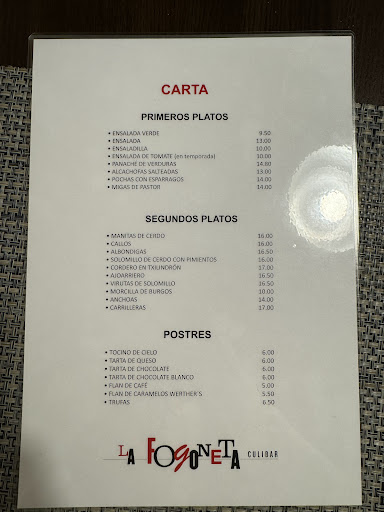 CARTA
PRIMEROS PLATOS
• ENSALADA VERDE 9.50
• ENSALADA 13.00
• ENSALADILLA 10.00
• ENSALADA DE TOMATE (en temporada) 10.00
• PANACHÉ DE VERDURAS 14.80
• ALCACHOFAS SALTEADAS 13.00
• POCHAS CON ESPARRAGOS 14.00
• MIGAS DE PASTOR 14.00
SEGUNDOS PLATOS
• MANITAS DE CERDO 16.00
• CALLOS 16.00
• ALBONDIGAS 16.50
• SOLOMILLO DE CERDO CON PIMIENTOS 16.00
• CORDERO EN TXILINDRÓN 17.00
• AJOARRIERO 16.50
• VIRUTAS DE SOLOMILLO 16.50
• MORCILLA DE BURGOS 10.00
• ANCHOAS 14.00
• CARRILLERAS 17.00
POSTRES
• TOCINO DE CIELO 6.00
• TARTA DE QUESO 6.00
• TARTA DE CHOCOLATE 6.00
• TARTA DE CHOCOLATE BLANCO 6.00
• FLAN DE CAFÉ 5.00
• FLAN DE CARAMELOS WERTHER'S 5.50
• TRUFAS 6.50
LA FOGONETA CULIBAR